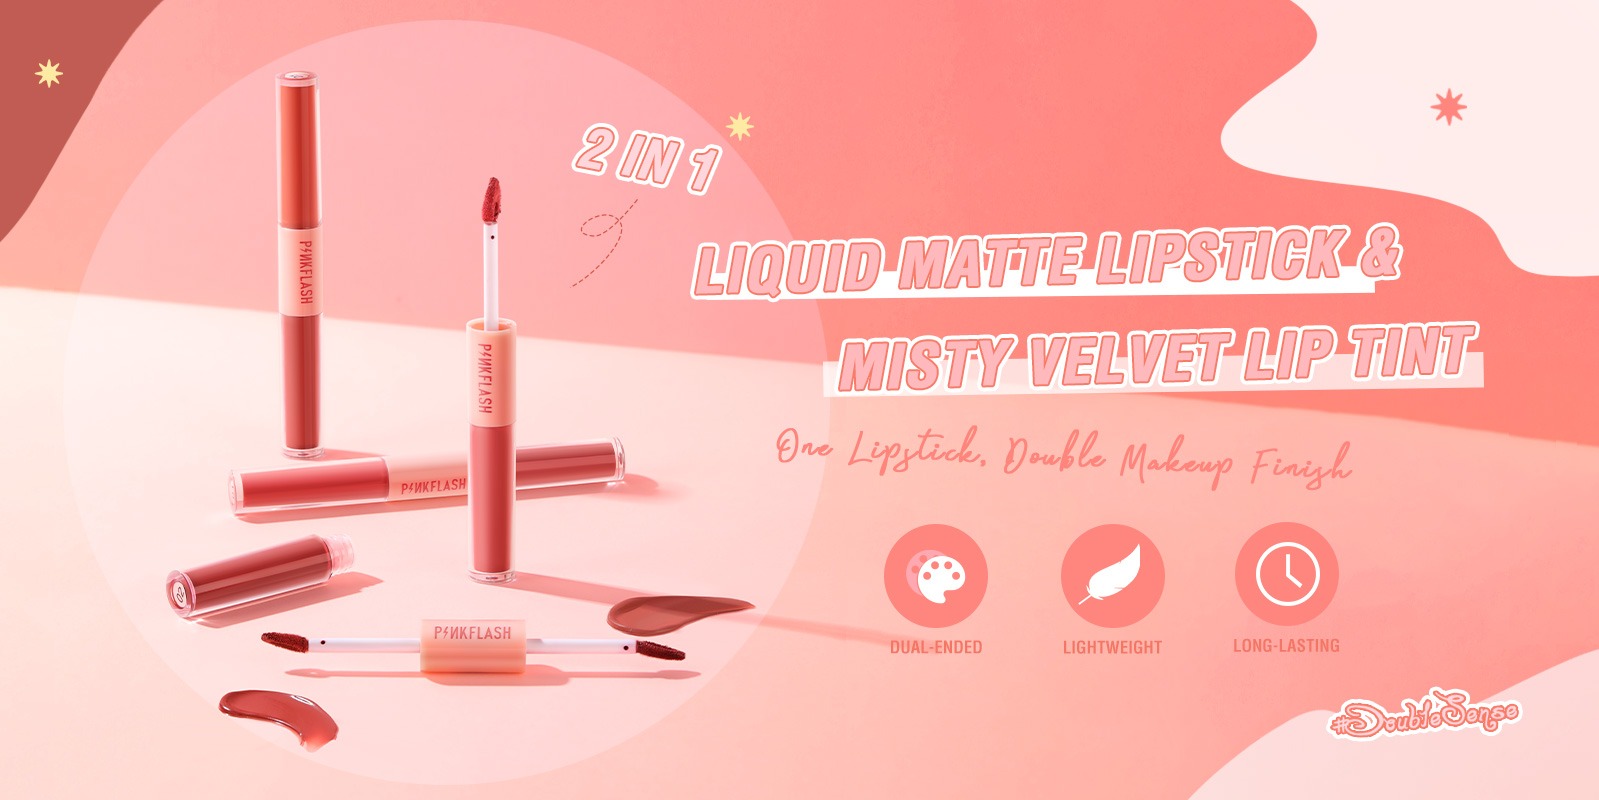 2 IN 1
LIQUID MATTE LIPSTICK &
MISTY VELVET LIP TINT
One Lipstick, Double Makeup Finish
DUAL-ENDED
LIGHTWEIGHT
LONG-LASTING
#DoubleSense
PINKFLASH
PINKFLASH
PINKFLASH
PINKFLASH